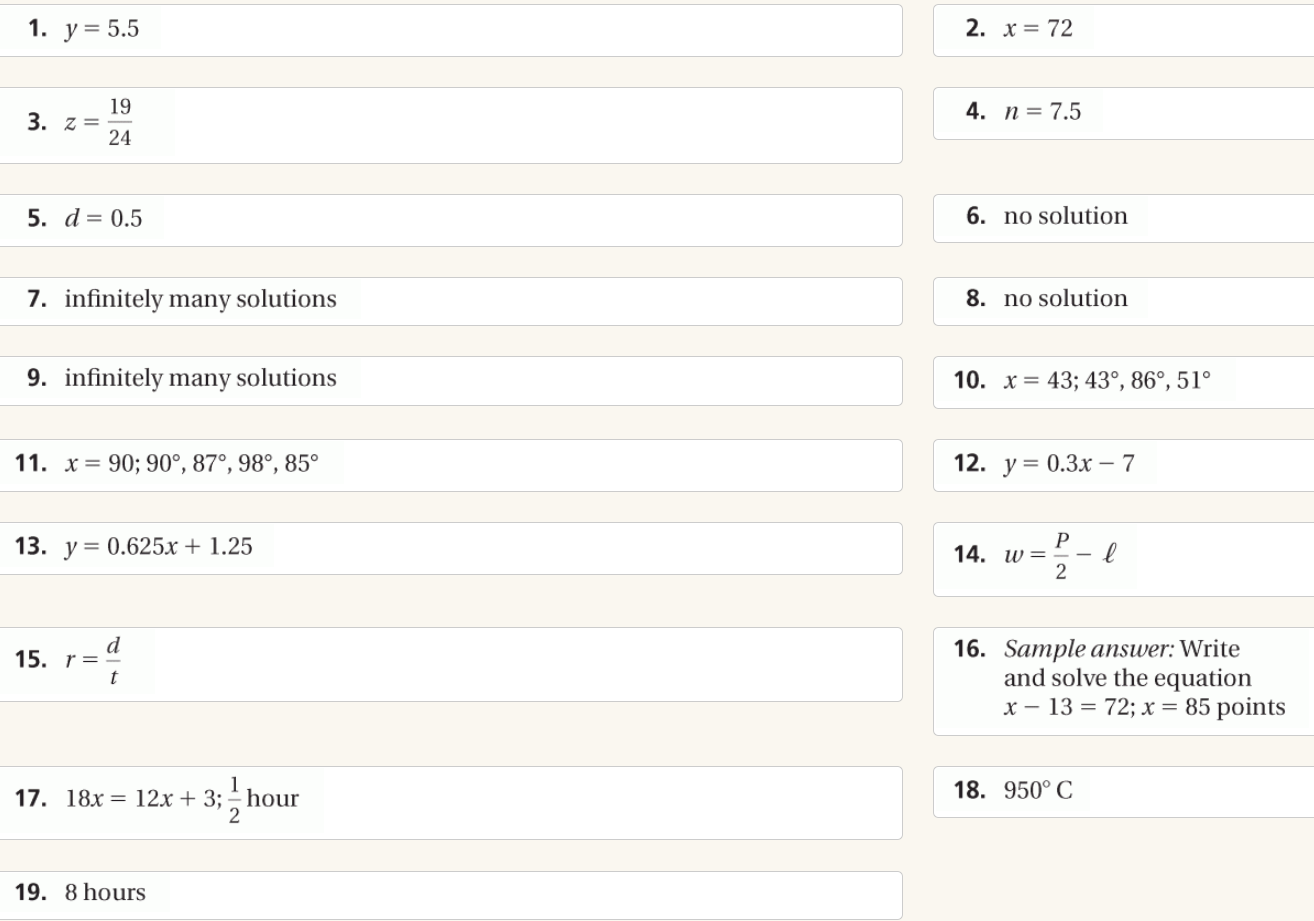 1. y = 5.5
2. x = 72
3. z = 19/24
4. n = 7.5
5. d = 0.5
6. no solution
7. infinitely many solutions
8. no solution
9. infinitely many solutions
10. x = 43; 43°, 86°, 51°
11. x = 90; 90°, 87°, 98°, 85°
12. y = 0.3x − 7
13. y = 0.625x + 1.25
14. w = P/2 − ℓ
15. r = d/t
16. Sample answer: Write
and solve the equation
x − 13 = 72; x = 85 points
17. 18x = 12x + 3; 1/2 hour
18. 950° C
19. 8 hours